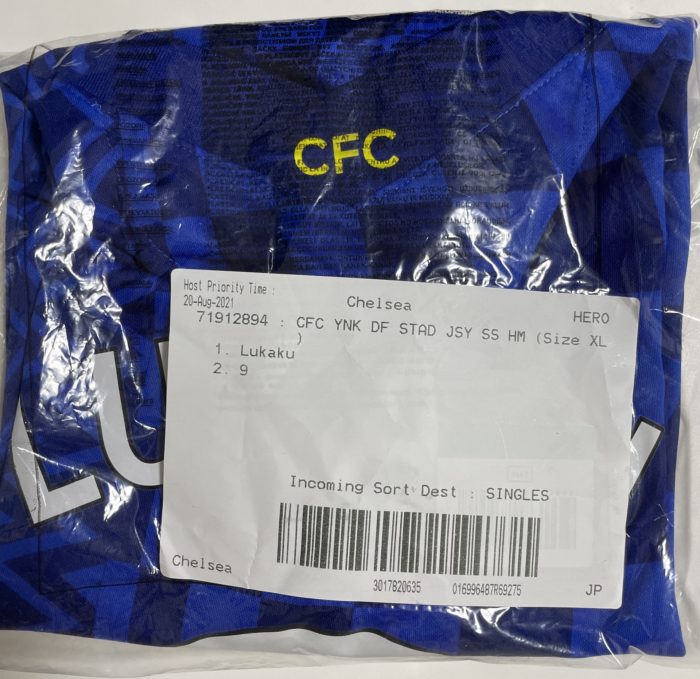 CFC
Host Priority Time :
20-Aug-2021
Chelsea
HERO
71912894 : CFC YNK DF STAD JSY SS HM (Size XL
)
1. Lukaku
2. 9
LU
Incoming Sort Dest : SINGLES
3017820635 016996487R69275
Chelsea
JP